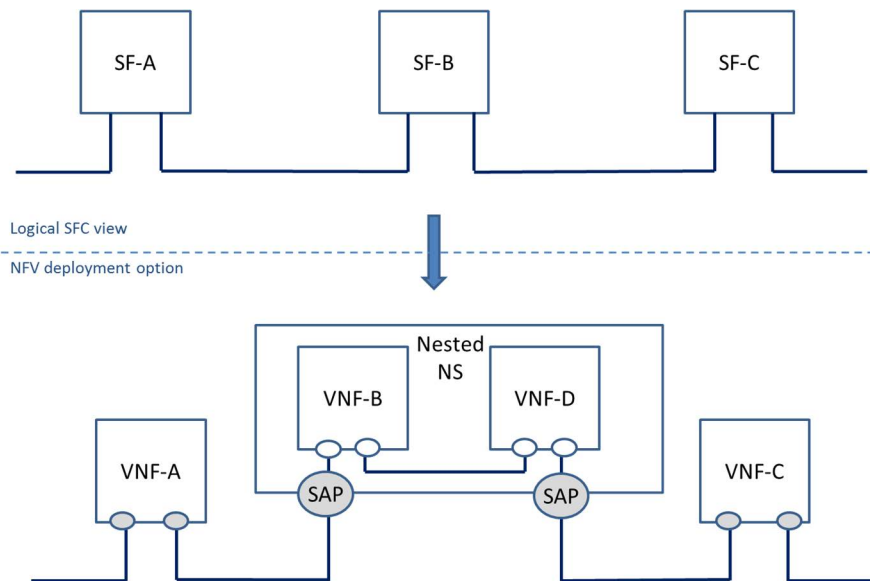 SF-A
SF-B
SF-C
Logical SFC view
NFV deployment option
Nested
NS
VNF-B
VNF-D
VNF-A
VNF-C
SAP
SAP